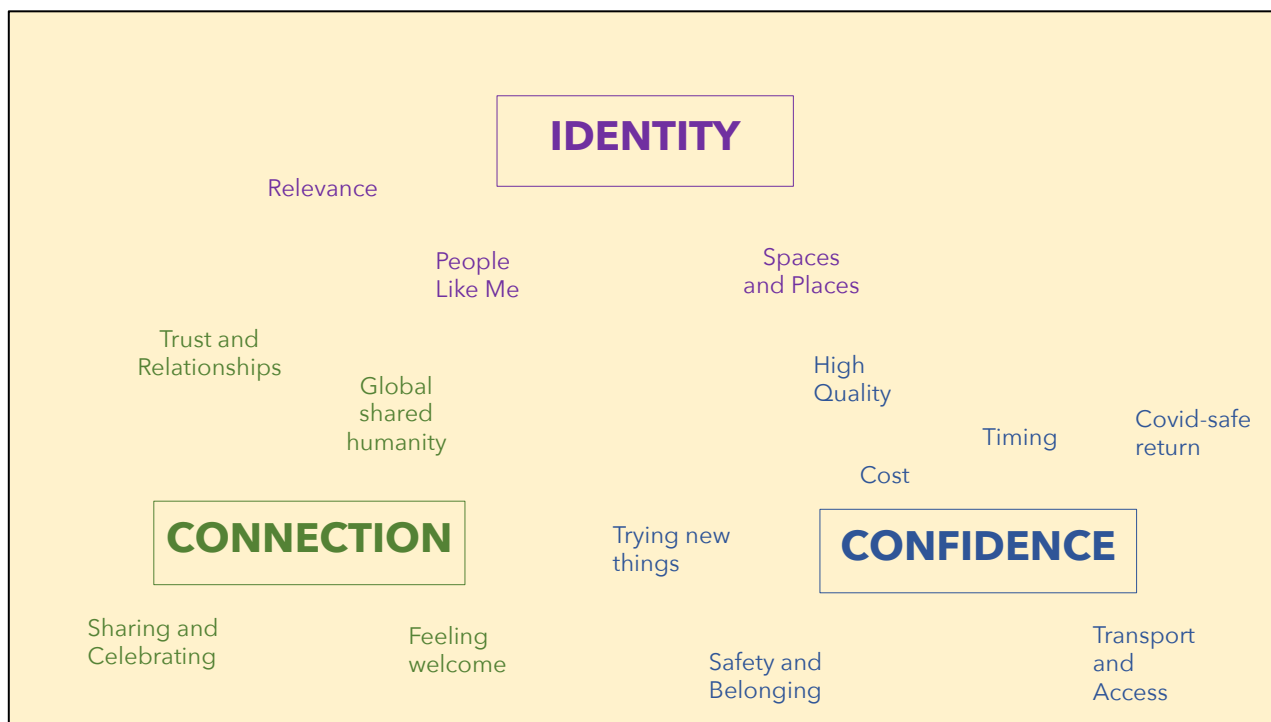 IDENTITY
Relevance
People
Like Me
Spaces
and Places
Trust and
Relationships
Global
shared
humanity
High
Quality
Timing
Covid-safe
return
Cost
CONNECTION
Trying new
things
CONFIDENCE
Sharing and
Celebrating
Feeling
welcome
Safety and
Belonging
Transport
and
Access